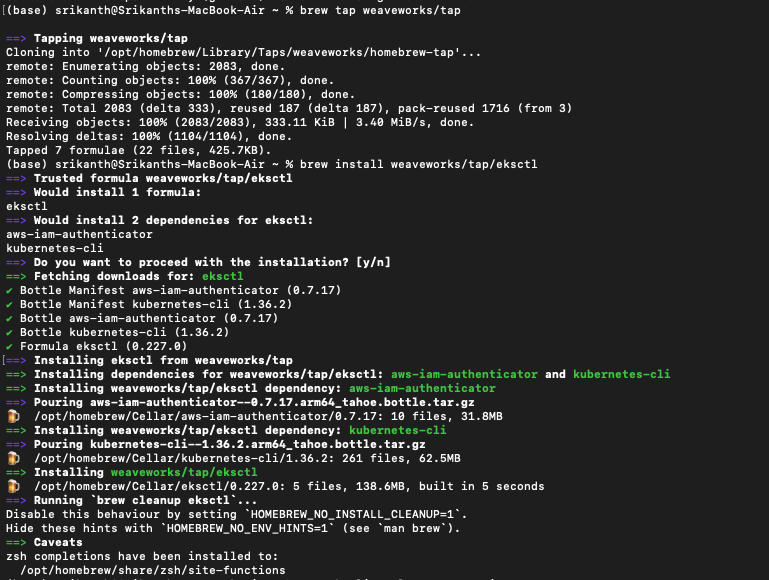 (base) srikanth@Srikanths-MacBook-Air ~ % brew tap weaveworks/tap
==> Tapping weaveworks/tap
Cloning into '/opt/homebrew/Library/Taps/weaveworks/homebrew-tap'...
remote: Enumerating objects: 2083, done.
remote: Counting objects: 100% (367/367), done.
remote: Compressing objects: 100% (180/180), done.
remote: Total 2083 (delta 333), reused 187 (delta 187), pack-reused 1716 (from 3)
Receiving objects: 100% (2083/2083), 333.11 KiB | 3.40 MiB/s, done.
Resolving deltas: 100% (1104/1104), done.
Tapped 7 formulae (22 files, 425.7KB).
(base) srikanth@Srikanths-MacBook-Air ~ % brew install weaveworks/tap/eksctl
==> Trusted formula weaveworks/tap/eksctl
==> Would install 1 formula:
eksctl
==> Would install 2 dependencies for eksctl:
aws-iam-authenticator
kubernetes-cli
==> Do you want to proceed with the installation? [y/n]
==> Fetching downloads for: eksctl
✔ Bottle Manifest aws-iam-authenticator (0.7.17)
✔ Bottle Manifest kubernetes-cli (1.36.2)
✔ Bottle aws-iam-authenticator (0.7.17)
✔ Bottle kubernetes-cli (1.36.2)
✔ Formula eksctl (0.227.0)
==> Installing eksctl from weaveworks/tap
==> Installing dependencies for weaveworks/tap/eksctl: aws-iam-authenticator and kubernetes-cli
==> Installing weaveworks/tap/eksctl dependency: aws-iam-authenticator
==> Pouring aws-iam-authenticator--0.7.17.arm64_tahoe.bottle.tar.gz
🍺 /opt/homebrew/Cellar/aws-iam-authenticator/0.7.17: 10 files, 31.8MB
==> Installing weaveworks/tap/eksctl dependency: kubernetes-cli
==> Pouring kubernetes-cli--1.36.2.arm64_tahoe.bottle.tar.gz
🍺 /opt/homebrew/Cellar/kubernetes-cli/1.36.2: 261 files, 62.5MB
==> Installing weaveworks/tap/eksctl
🍺 /opt/homebrew/Cellar/eksctl/0.227.0: 5 files, 138.6MB, built in 5 seconds
==> Running `brew cleanup eksctl`...
Disable this behaviour by setting `HOMEBREW_NO_INSTALL_CLEANUP=1`.
Hide these hints with `HOMEBREW_NO_ENV_HINTS=1` (see `man brew`).
==> Caveats
zsh completions have been installed to:
/opt/homebrew/share/zsh/site-functions